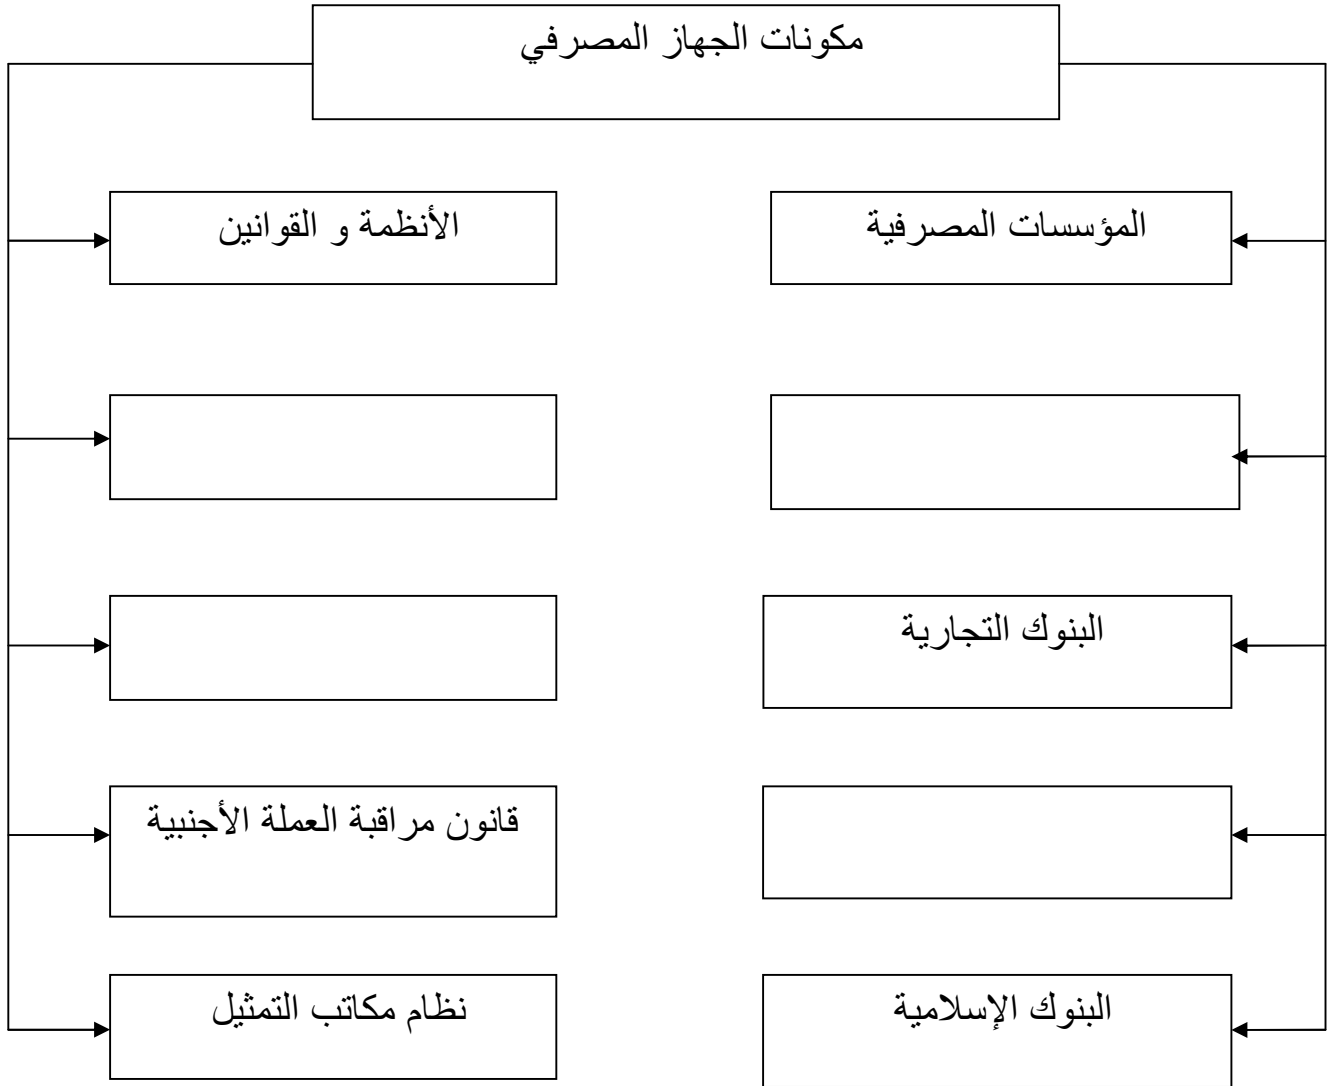 مكونات الجهاز المصرفي
المؤسسات المصرفية
الأنظمة و القوانين
البنوك التجارية
قانون مراقبة العملة الأجنبية
البنوك الإسلامية
نظام مكاتب التمثيل